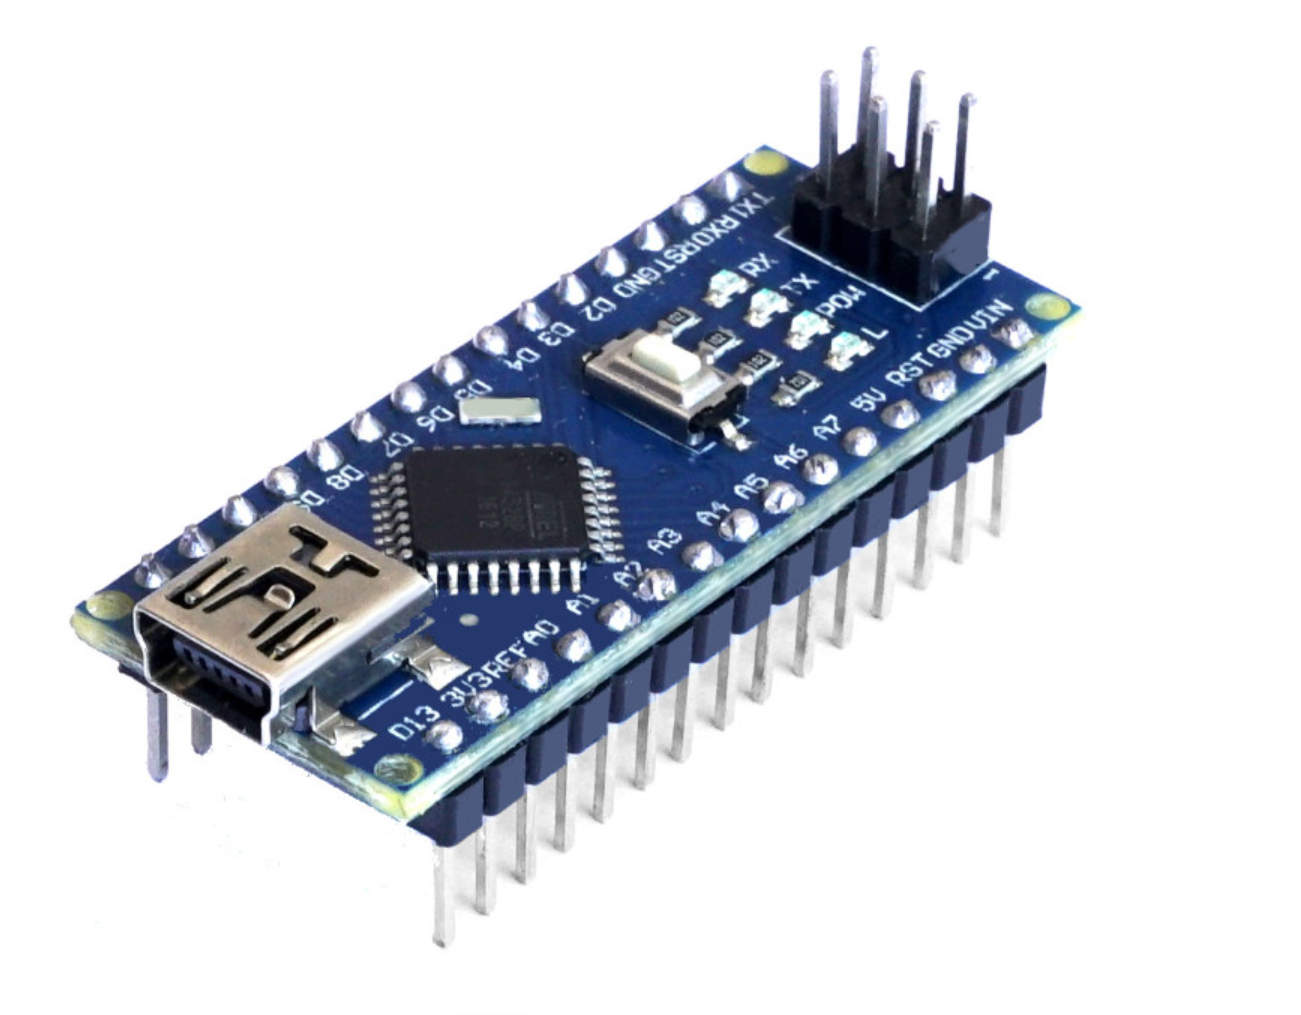 TX1 RX0 RST GND D2 D3 D4 D5 D6 D7 D8 D9
RX
TX
POW
L
D13 3V3 REF A0 A1 A2 A3 A4 A5 A6 A7 5V RST GND VIN
1